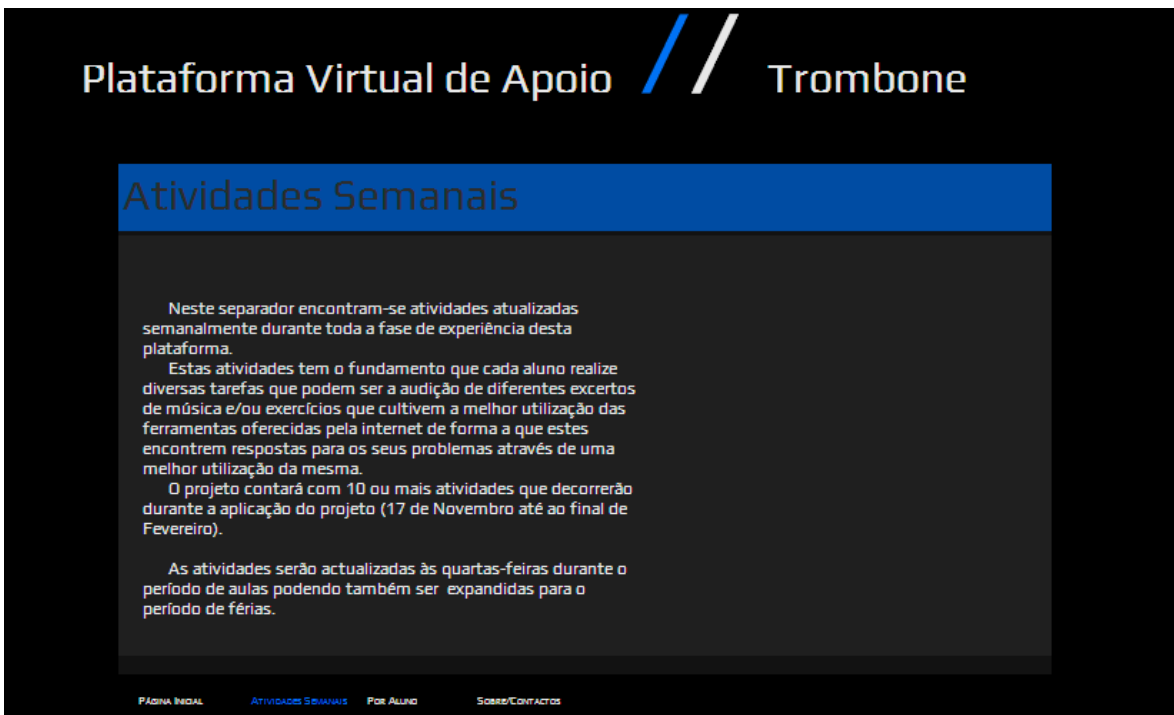 Plataforma Virtual de Apoio // Trombone
Atividades Semanais
Neste separador encontram-se atividades atualizadas
semanalmente durante toda a fase de experiência desta
plataforma.
Estas atividades tem o fundamento que cada aluno realize
diversas tarefas que podem ser a audição de diferentes excertos
de música e/ou exercícios que cultivem a melhor utilização das
ferramentas oferecidas pela internet de forma a que estes
encontrem respostas para os seus problemas através de uma
melhor utilização da mesma.
O projeto contará com 10 ou mais atividades que decorrerão
durante a aplicação do projeto (17 de Novembro até ao final de
Fevereiro).
As atividades serão actualizadas às quartas-feiras durante o
período de aulas podendo também ser expandidas para o
período de férias.
Página Inicial Atividades Semanais Por Aluno Sobre/Contactos